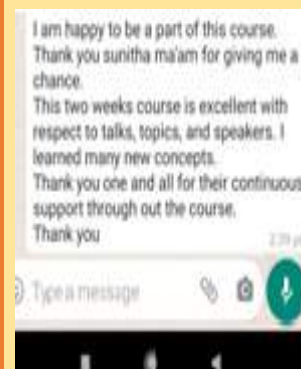 I am happy to be a part of this course.
Thank you sunitha ma'am for giving me a
chance.
This two weeks course is excellent with
respect to talks, topics, and speakers. I
learned many new concepts.
Thank you one and all for their continuous
support through out the course.
Thank you
Type a message